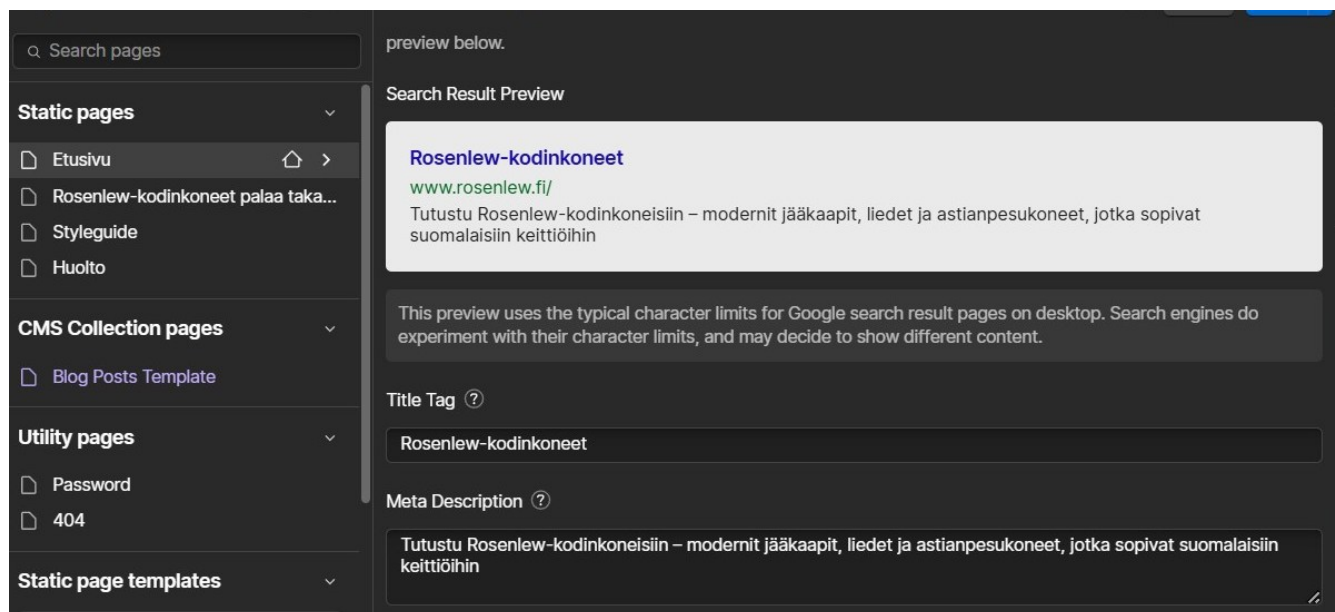 Search pages
Static pages
Etusivu
Rosenlew-kodinkoneet palaa taka...
Styleguide
Huolto
CMS Collection pages
Blog Posts Template
Utility pages
Password
404
Static page templates
preview below.
Search Result Preview
Rosenlew-kodinkoneet
www.rosenlew.fi/
Tutustu Rosenlew-kodinkoneisiin – modernit jääkaapit, liedet ja astianpesukoneet, jotka sopivat
suomalaisiin keittiöihin
This preview uses the typical character limits for Google search result pages on desktop. Search engines do
experiment with their character limits, and may decide to show different content.
Title Tag ?
Rosenlew-kodinkoneet
Meta Description ?
Tutustu Rosenlew-kodinkoneisiin – modernit jääkaapit, liedet ja astianpesukoneet, jotka sopivat suomalaisiin
keittiöihin